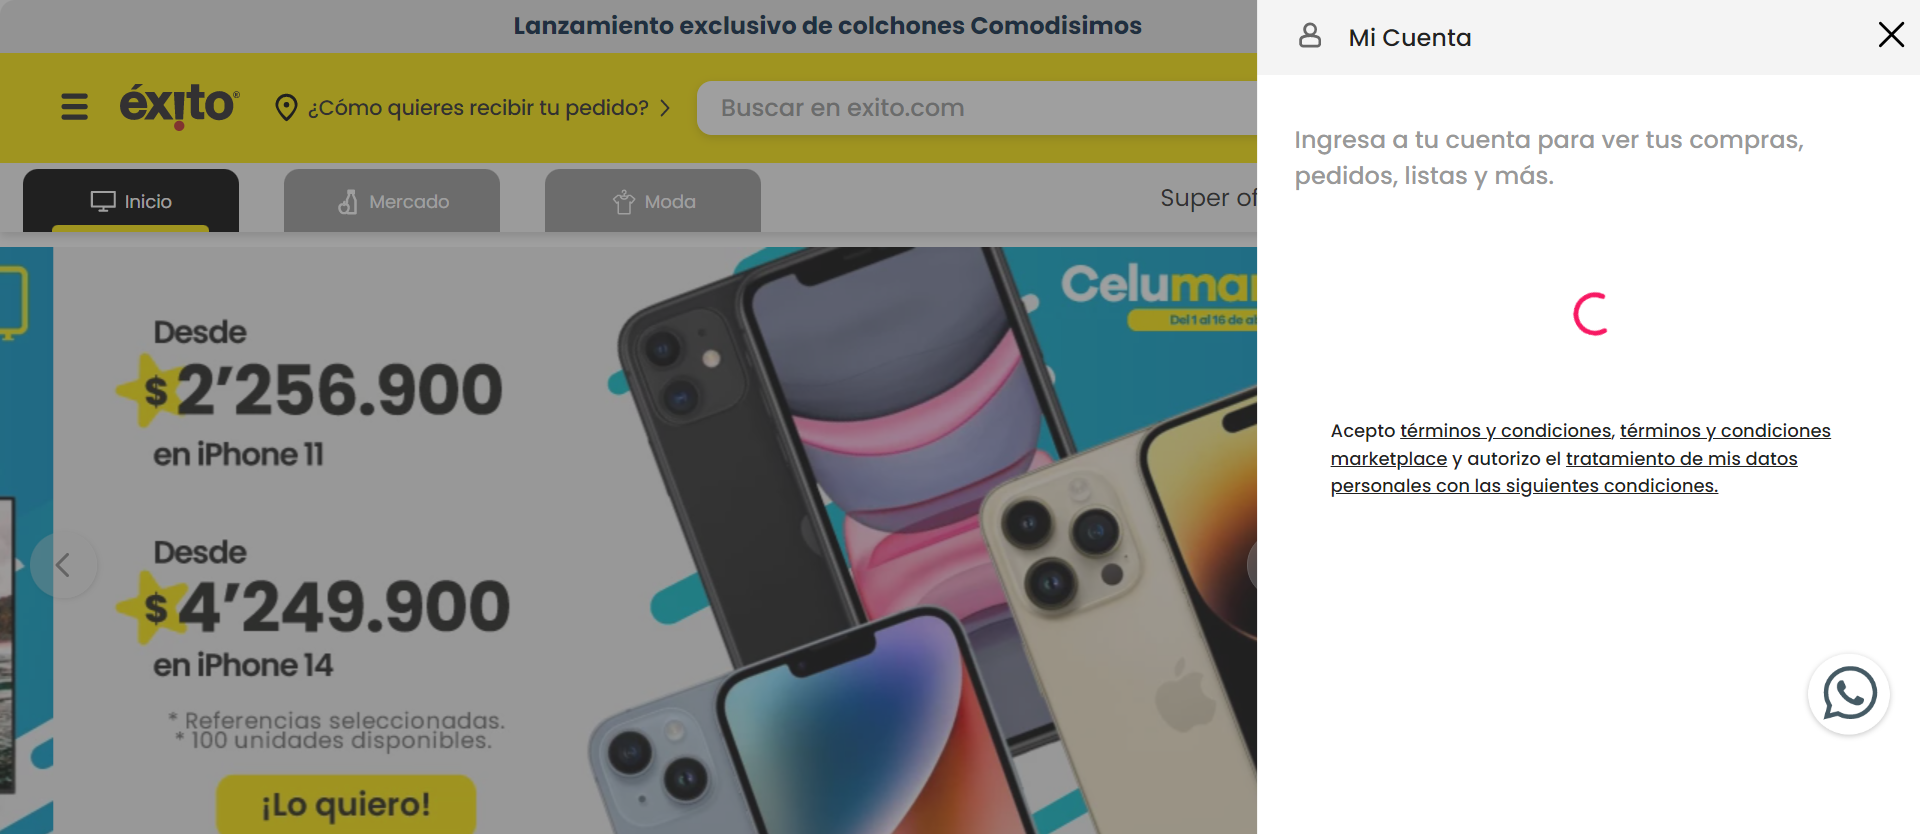 Lanzamiento exclusivo de colchones Comodisimos
éxito
¿Cómo quieres recibir tu pedido?
Buscar en exito.com
Inicio
Mercado
Moda
Super of
Desde
$ 2’256.900
en iPhone 11
Desde
$ 4’249.900
en iPhone 14
* Referencias seleccionadas.
* 100 unidades disponibles.
¡Lo quiero!
Celumar
Del 1 al 16 de ab
Mi Cuenta
Ingresa a tu cuenta para ver tus compras,
pedidos, listas y más.
Acepto términos y condiciones, términos y condiciones
marketplace y autorizo el tratamiento de mis datos
personales con las siguientes condiciones.